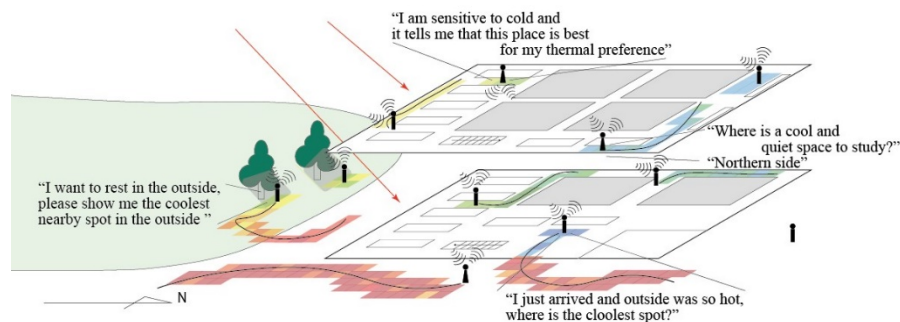 “I am sensitive to cold and
it tells me that this place is best
for my thermal preference”
“Where is a cool and
quiet space to study?”
“Northern side”
“I want to rest in the outside,
please show me the coolest
nearby spot in the outside ”
N
“I just arrived and outside was so hot,
where is the cloolest spot?”